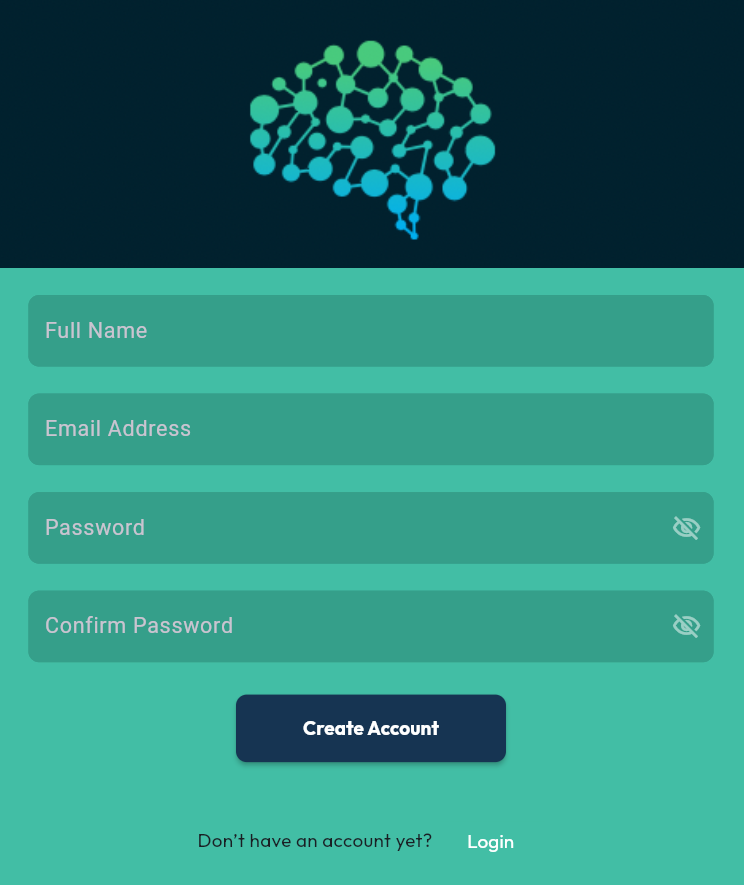 Full Name
Email Address
Password
Confirm Password
Create Account
Don't have an account yet? Login